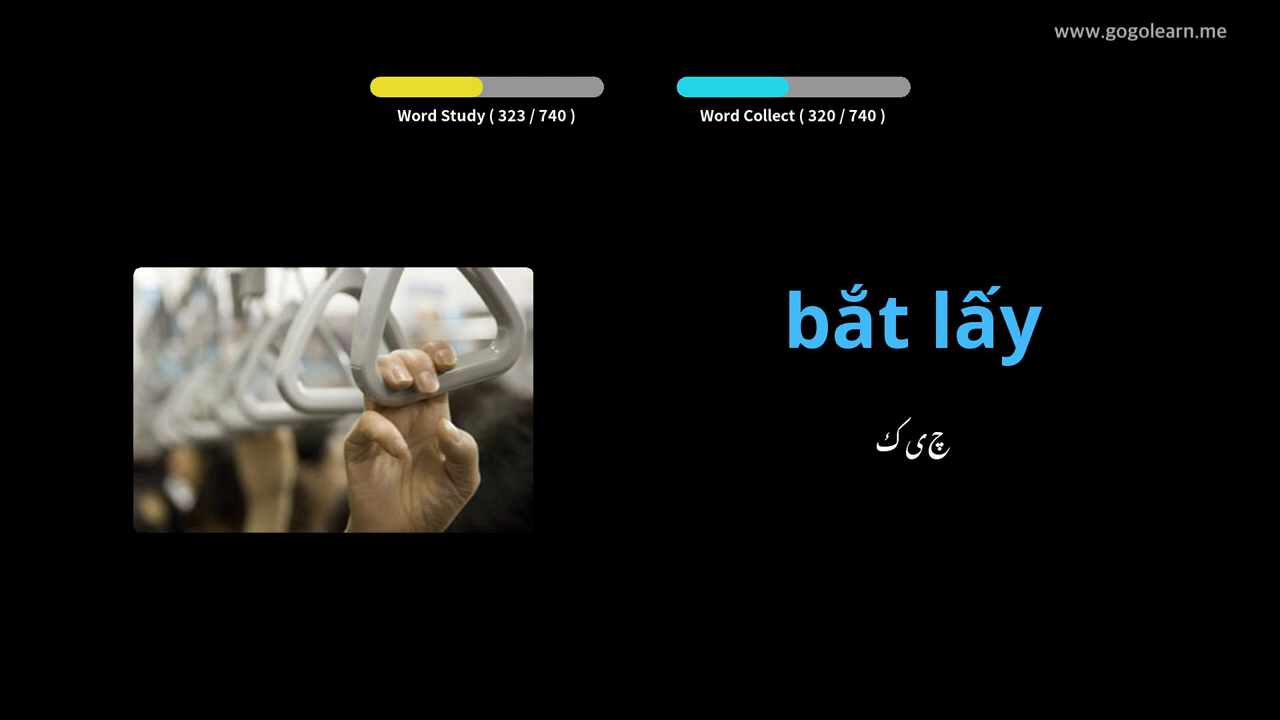 www.gogolearn.me
Word Study ( 323 / 740 )
Word Collect ( 320 / 740 )
bắt lấy
چ ی ک